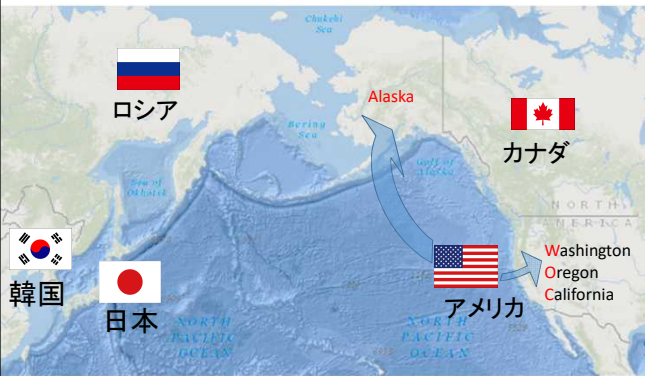 Chukchi
Sea
ロシア
Alaska
Bering
Sea
カナダ
Gulf of
Alaska
Sea of
Okhotsk
NORTH
AMERICA
韓国
日本
アメリカ
Washington
Oregon
California
NORTH
PACIFIC
OCEAN
NORTH
PACIFIC
OCEAN